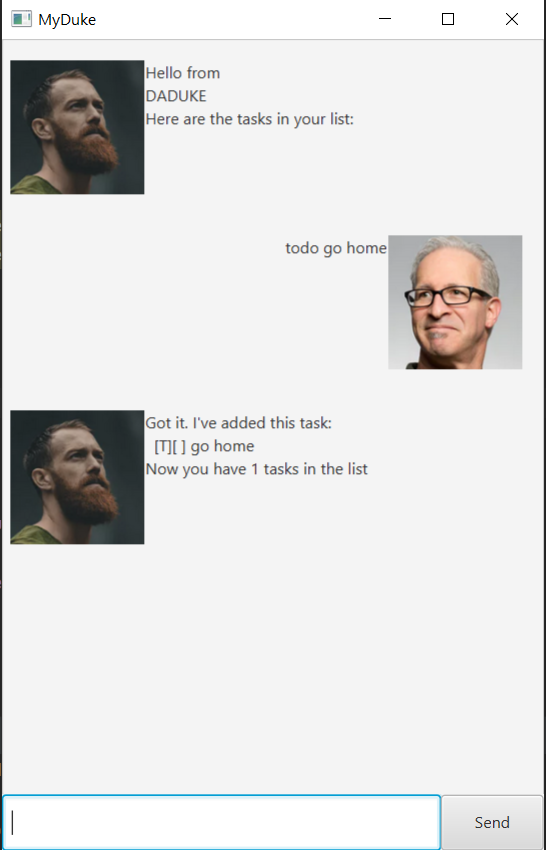 MyDuke
Hello from
DADUKE
Here are the tasks in your list:
todo go home
Got it. I've added this task:
[T][ ] go home
Now you have 1 tasks in the list
Send